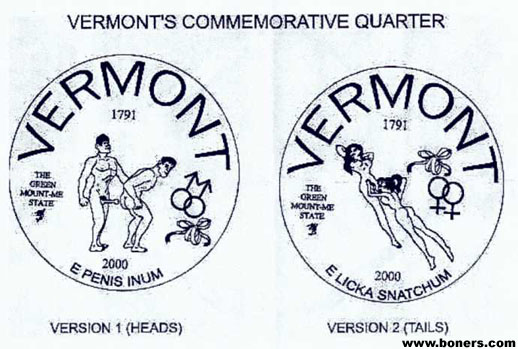 VERMONT'S COMMEMORATIVE QUARTER
VERMONT
1791
THE
GREEN
MOUNT-ME
STATE
2000
E PENIS INUM
VERSION 1 (HEADS)
VERMONT
1791
THE
GREEN
MOUNT-ME
STATE
2000
E LICKA SNATCHUM
VERSION 2 (TAILS)
www.boners.com